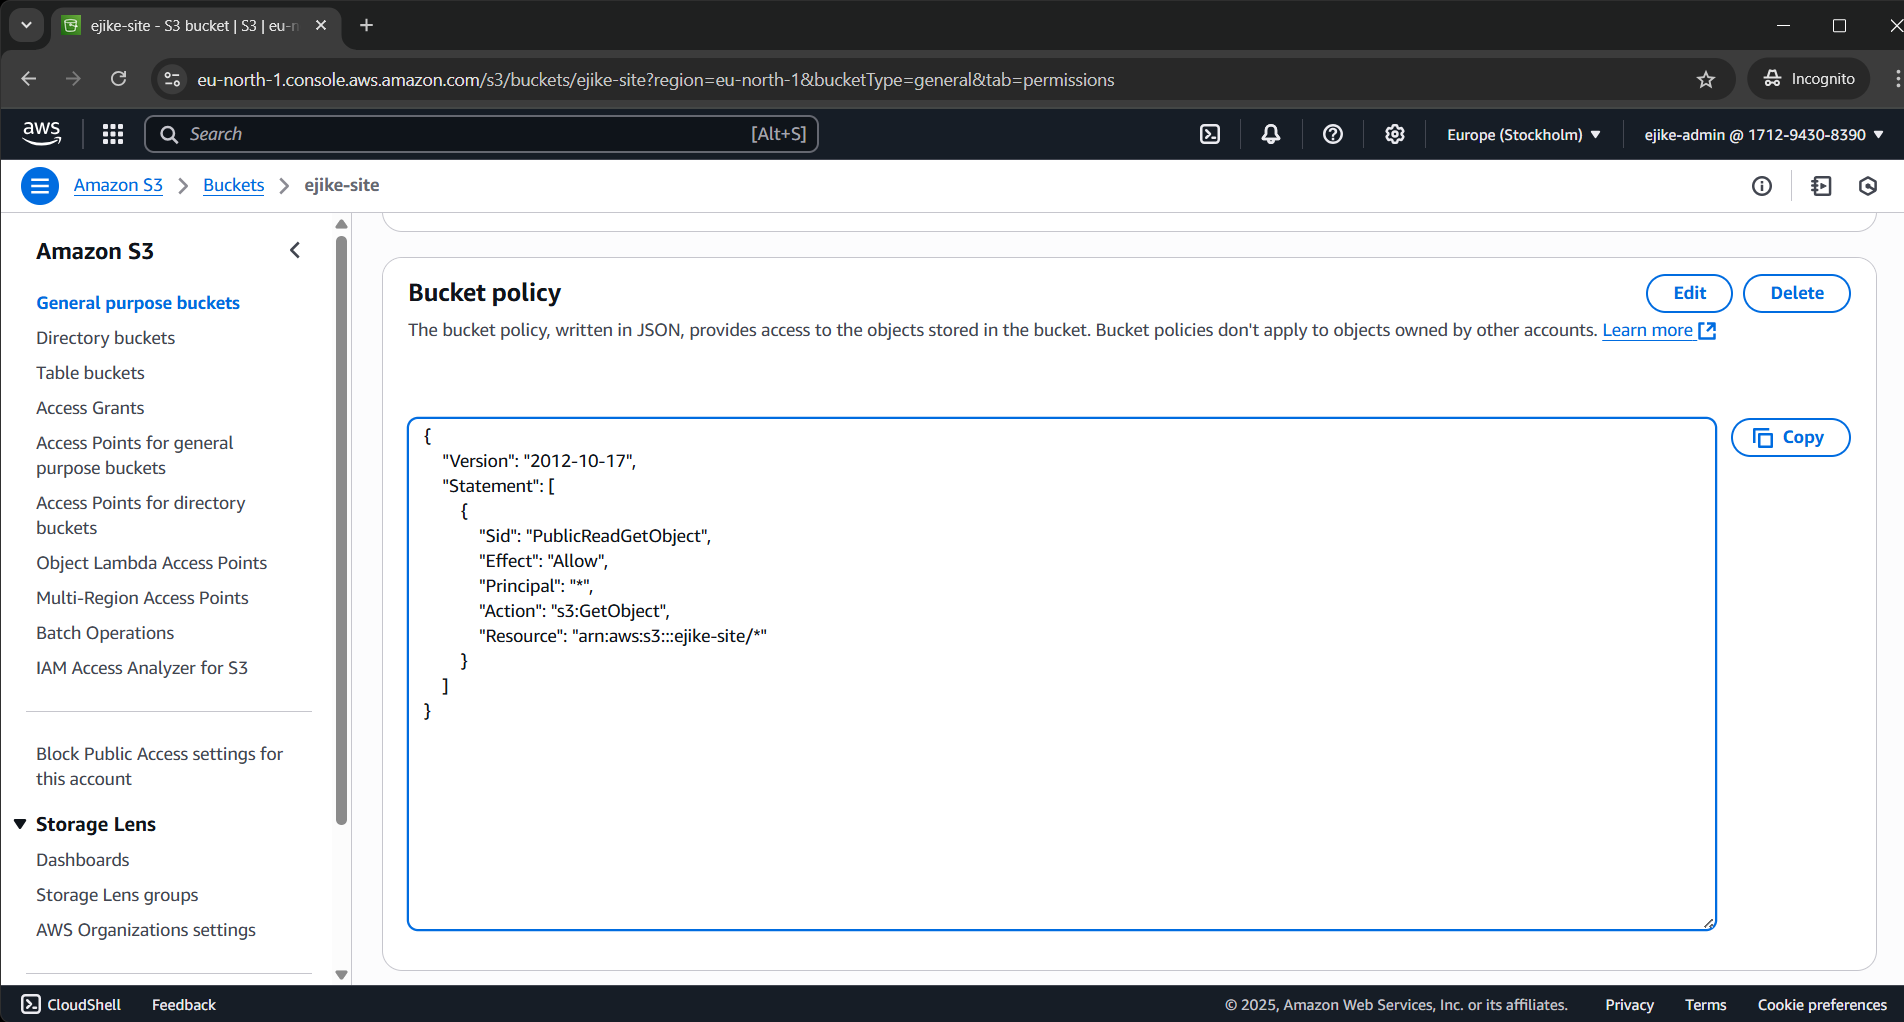 ejike-site - S3 bucket | S3 | eu-n
eu-north-1.console.aws.amazon.com/s3/buckets/ejike-site?region=eu-north-1&bucketType=general&tab=permissions
Incognito
aws
Search
[Alt+S]
Europe (Stockholm)
ejike-admin @ 1712-9430-8390
Amazon S3
Buckets
ejike-site
Amazon S3
General purpose buckets
Directory buckets
Table buckets
Access Grants
Access Points for general
purpose buckets
Access Points for directory
buckets
Object Lambda Access Points
Multi-Region Access Points
Batch Operations
IAM Access Analyzer for S3
Block Public Access settings for
this account
Storage Lens
Dashboards
Storage Lens groups
AWS Organizations settings
Bucket policy
Edit
Delete
The bucket policy, written in JSON, provides access to the objects stored in the bucket. Bucket policies don't apply to objects owned by other accounts. Learn more
Copy
{
"Version": "2012-10-17",
"Statement": [
{
"Sid": "PublicReadGetObject",
"Effect": "Allow",
"Principal": "*",
"Action": "s3:GetObject",
"Resource": "arn:aws:s3:::ejike-site/*"
}
]
}
CloudShell
Feedback
© 2025, Amazon Web Services, Inc. or its affiliates.
Privacy
Terms
Cookie preferences